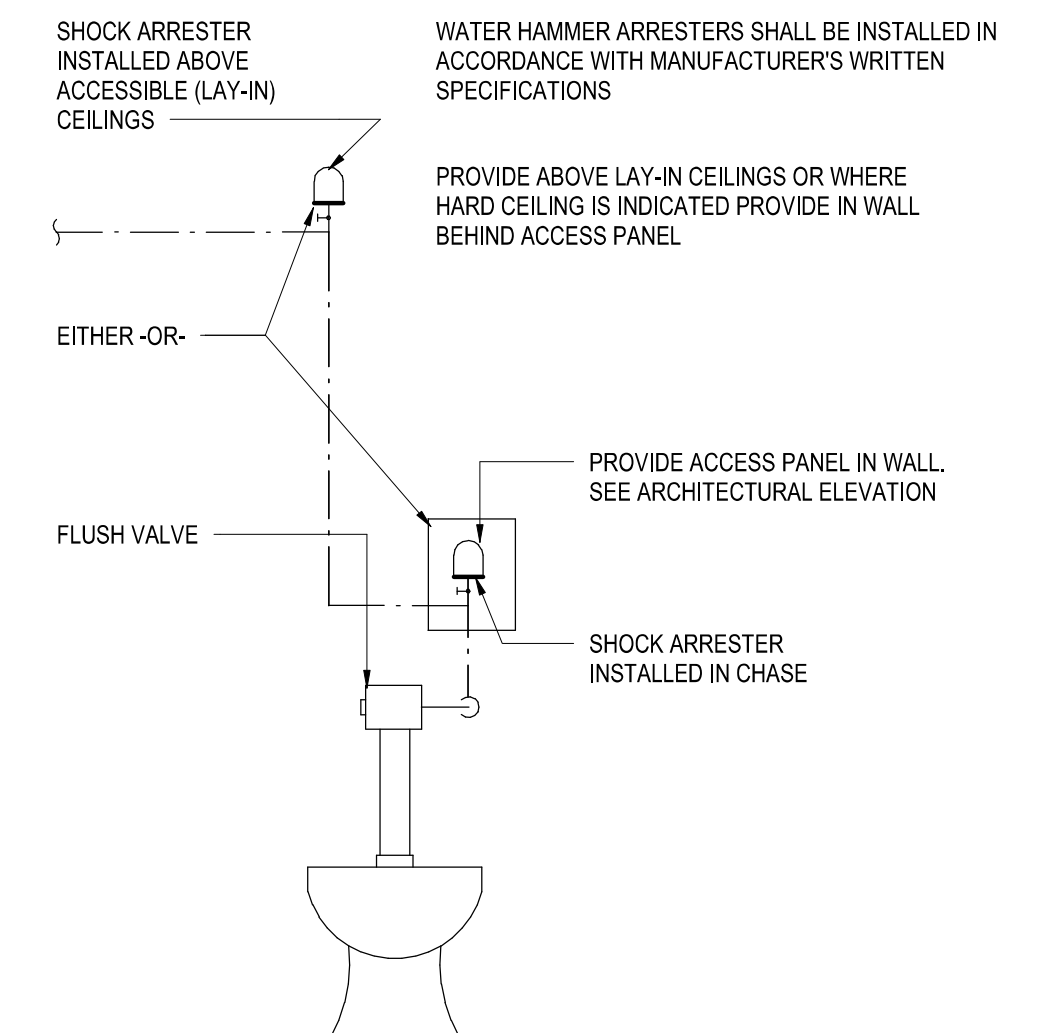 SHOCK ARRESTER
INSTALLED ABOVE
ACCESSIBLE (LAY-IN)
CEILINGS
WATER HAMMER ARRESTERS SHALL BE INSTALLED IN
ACCORDANCE WITH MANUFACTURER'S WRITTEN
SPECIFICATIONS
PROVIDE ABOVE LAY-IN CEILINGS OR WHERE
HARD CEILING IS INDICATED PROVIDE IN WALL
BEHIND ACCESS PANEL
EITHER -OR-
PROVIDE ACCESS PANEL IN WALL.
SEE ARCHITECTURAL ELEVATION
FLUSH VALVE
SHOCK ARRESTER
INSTALLED IN CHASE